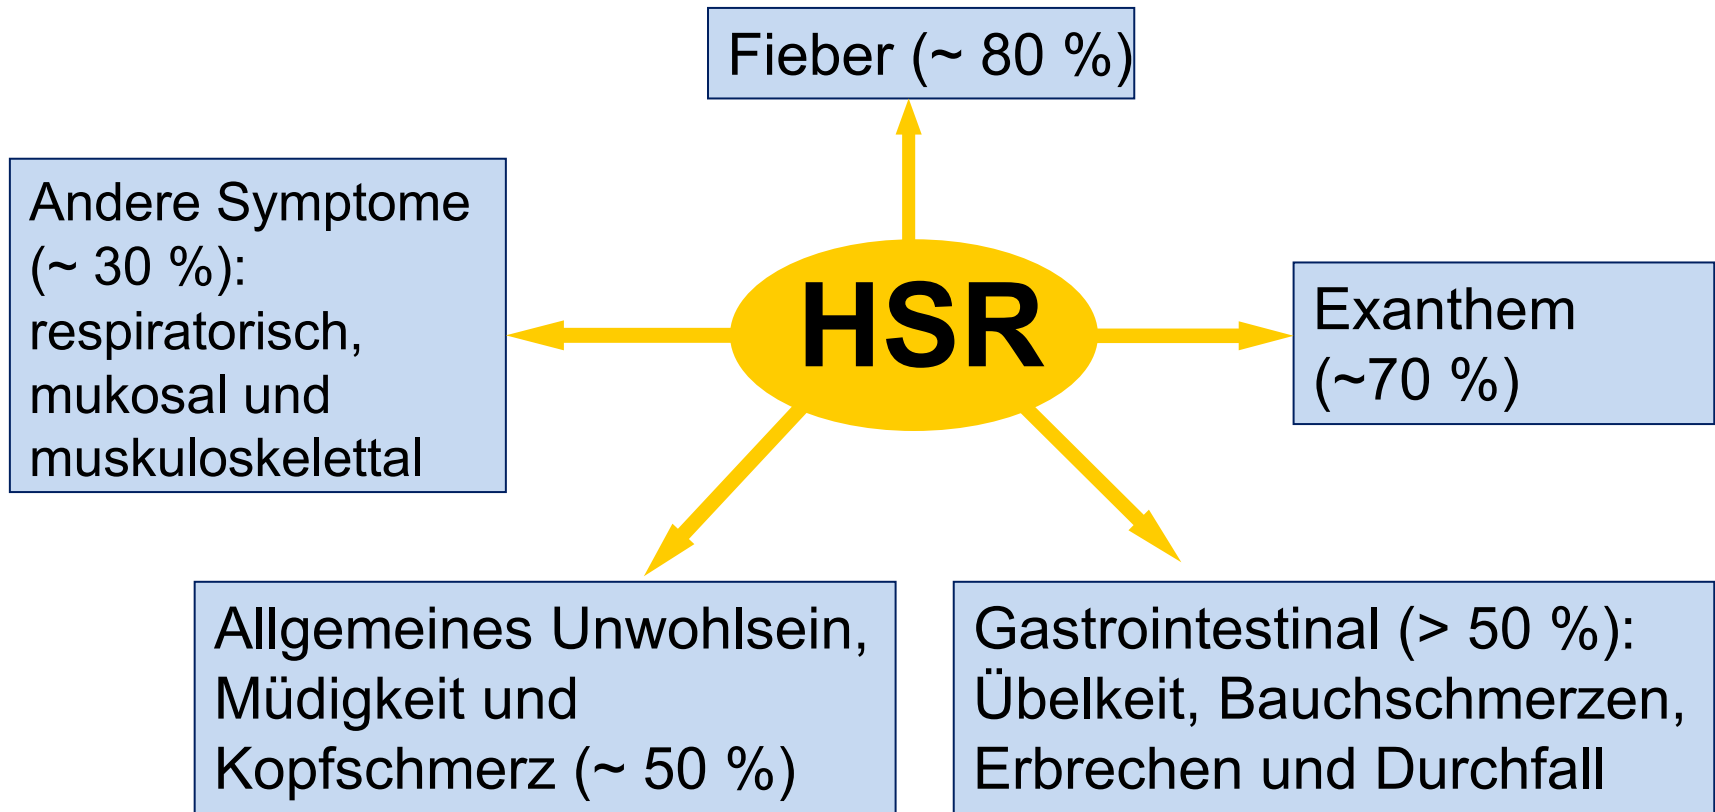 Fieber (~ 80 %)
Andere Symptome
(~ 30 %):
respiratorisch,
mukosal und
muskuloskelettal
HSR
Exanthem
(~70 %)
Allgemeines Unwohlsein,
Müdigkeit und
Kopfschmerz (~ 50 %)
Gastrointestinal (> 50 %):
Übelkeit, Bauchschmerzen,
Erbrechen und Durchfall